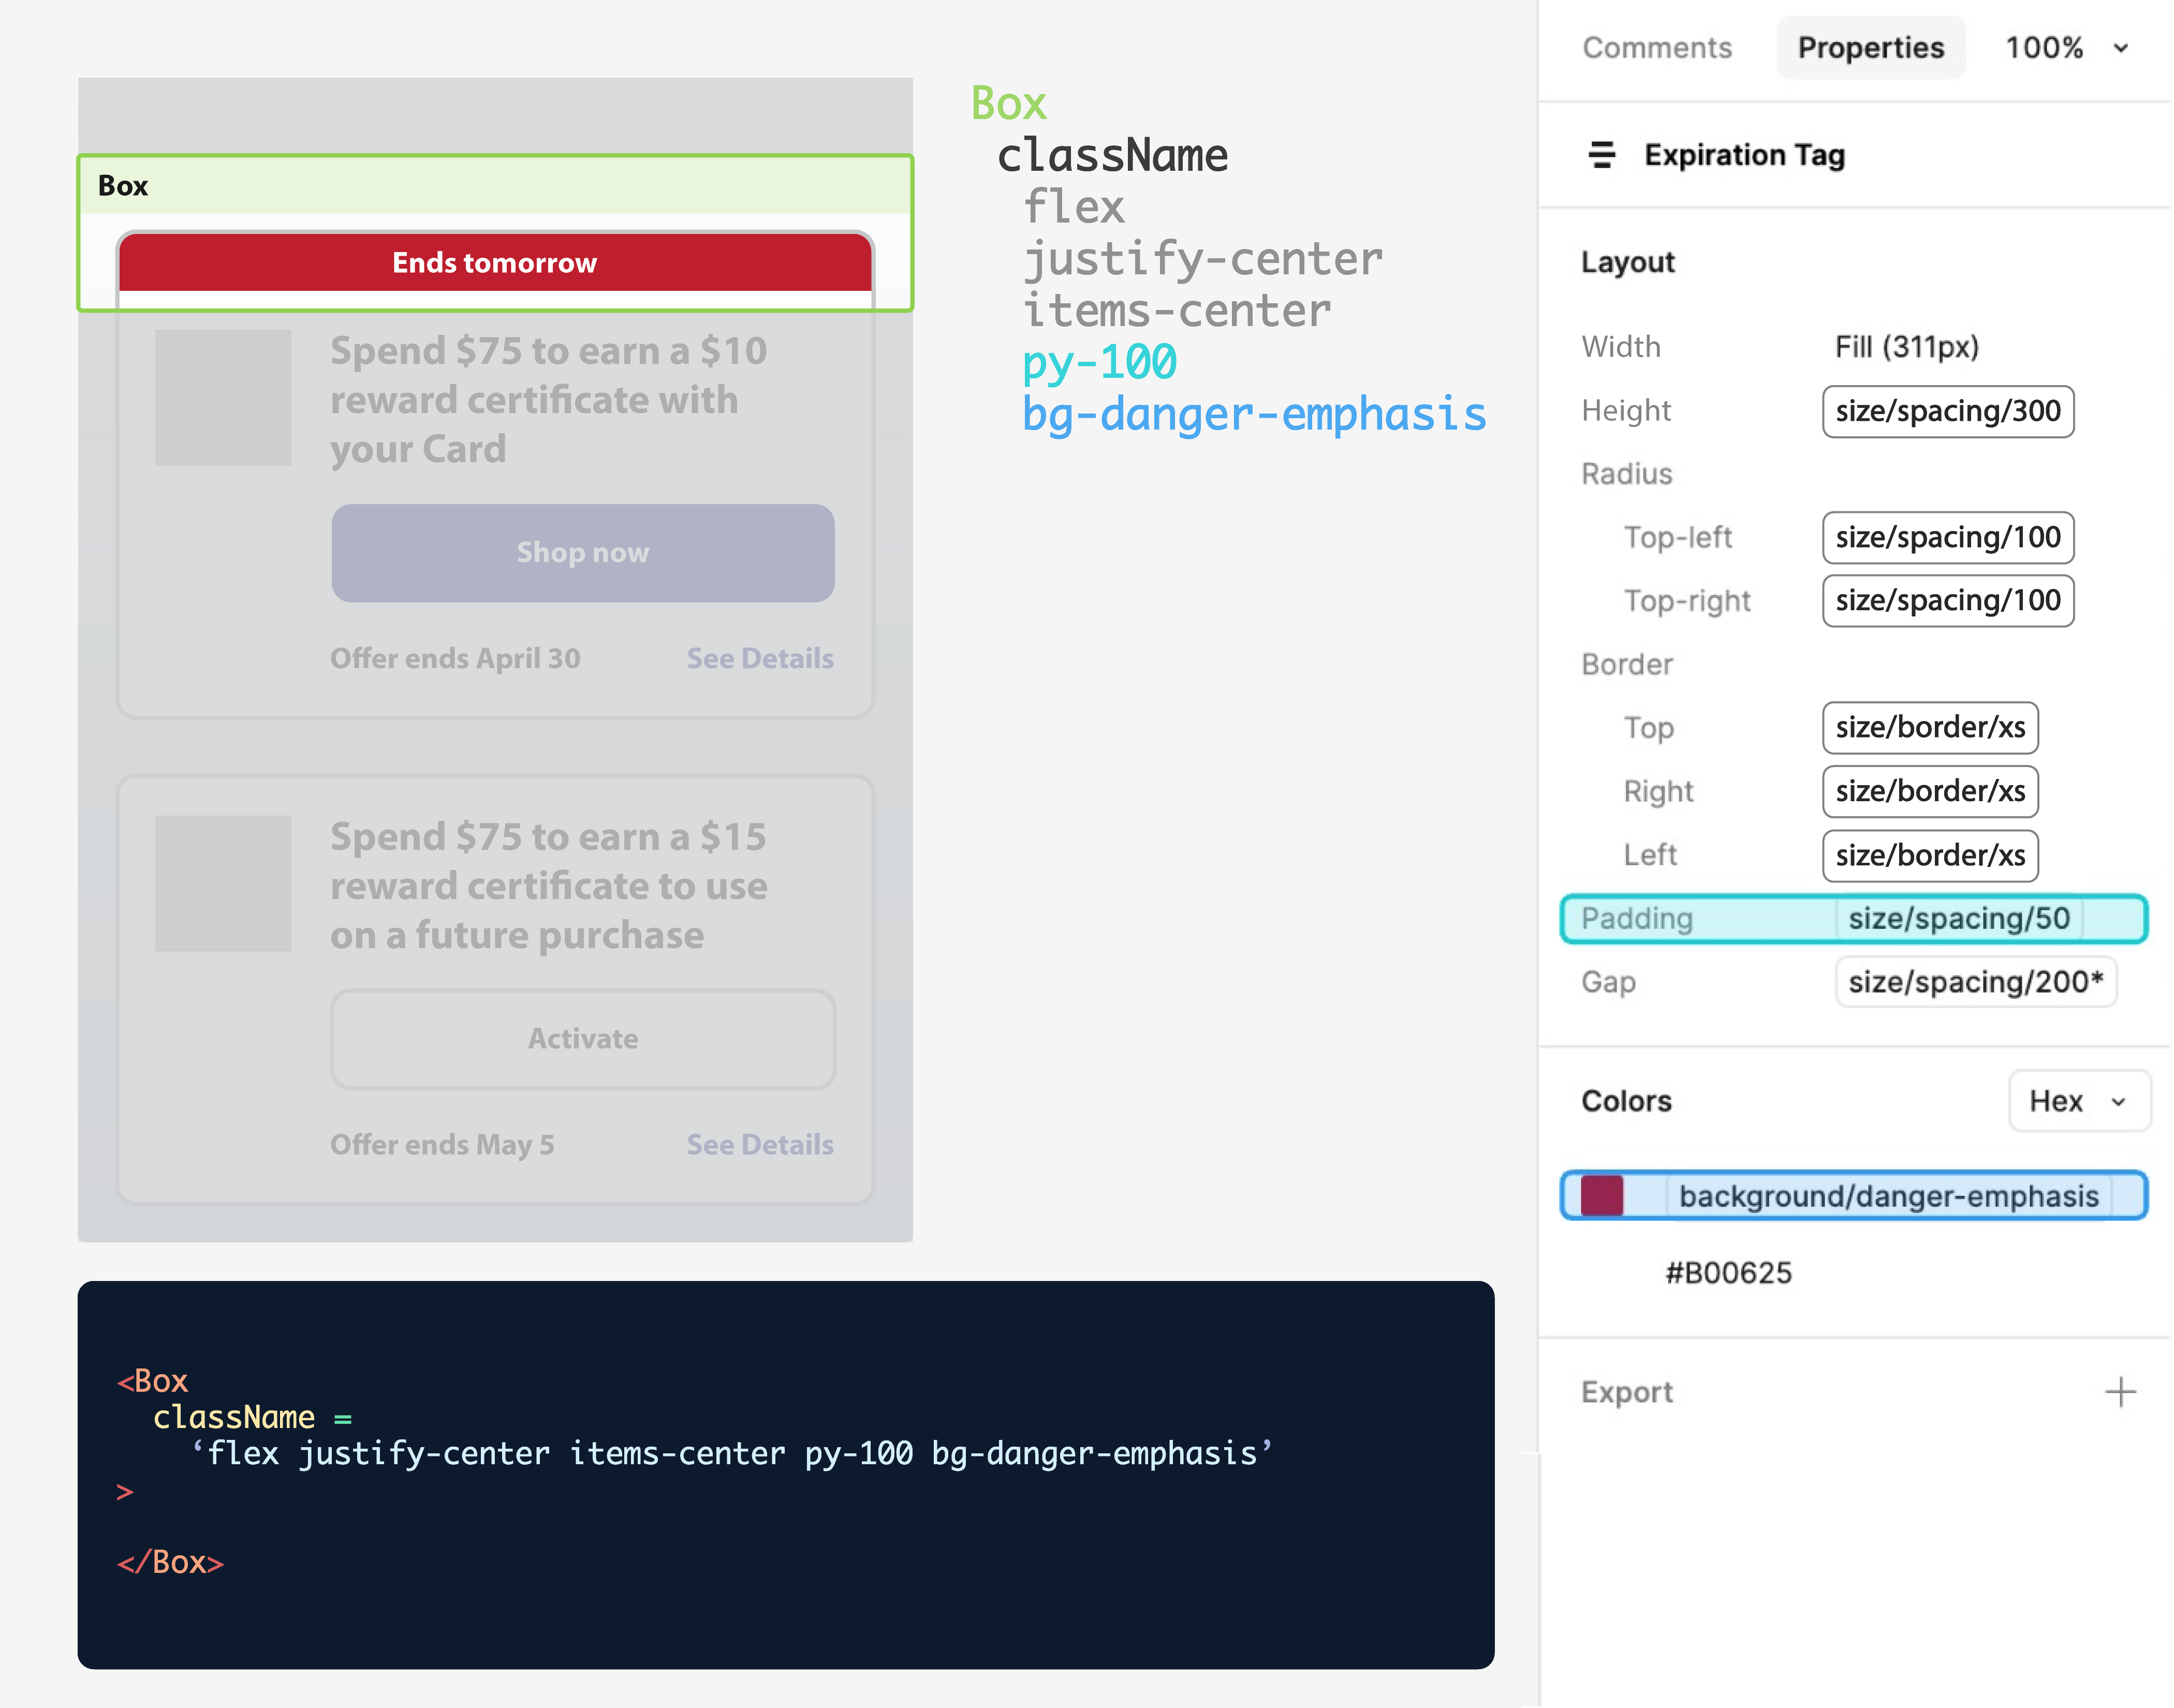 Box
Ends tomorrow
Spend $75 to earn a $10
reward certificate with
your Card
Shop now
Offer ends April 30 See Details
Spend $75 to earn a $15
reward certificate to use
on a future purchase
Activate
Offer ends May 5 See Details
Box
className
flex
justify-center
items-center
py-100
bg-danger-emphasis
<Box
className =
‘flex justify-center items-center py-100 bg-danger-emphasis’
>
</Box>
Comments Properties 100%
Expiration Tag
Layout
Width Fill (311px)
Height size/spacing/300
Radius
Top-left size/spacing/100
Top-right size/spacing/100
Border
Top size/border/xs
Right size/border/xs
Left size/border/xs
Padding size/spacing/50
Gap size/spacing/200*
Colors Hex
background/danger-emphasis
#B00625
Export